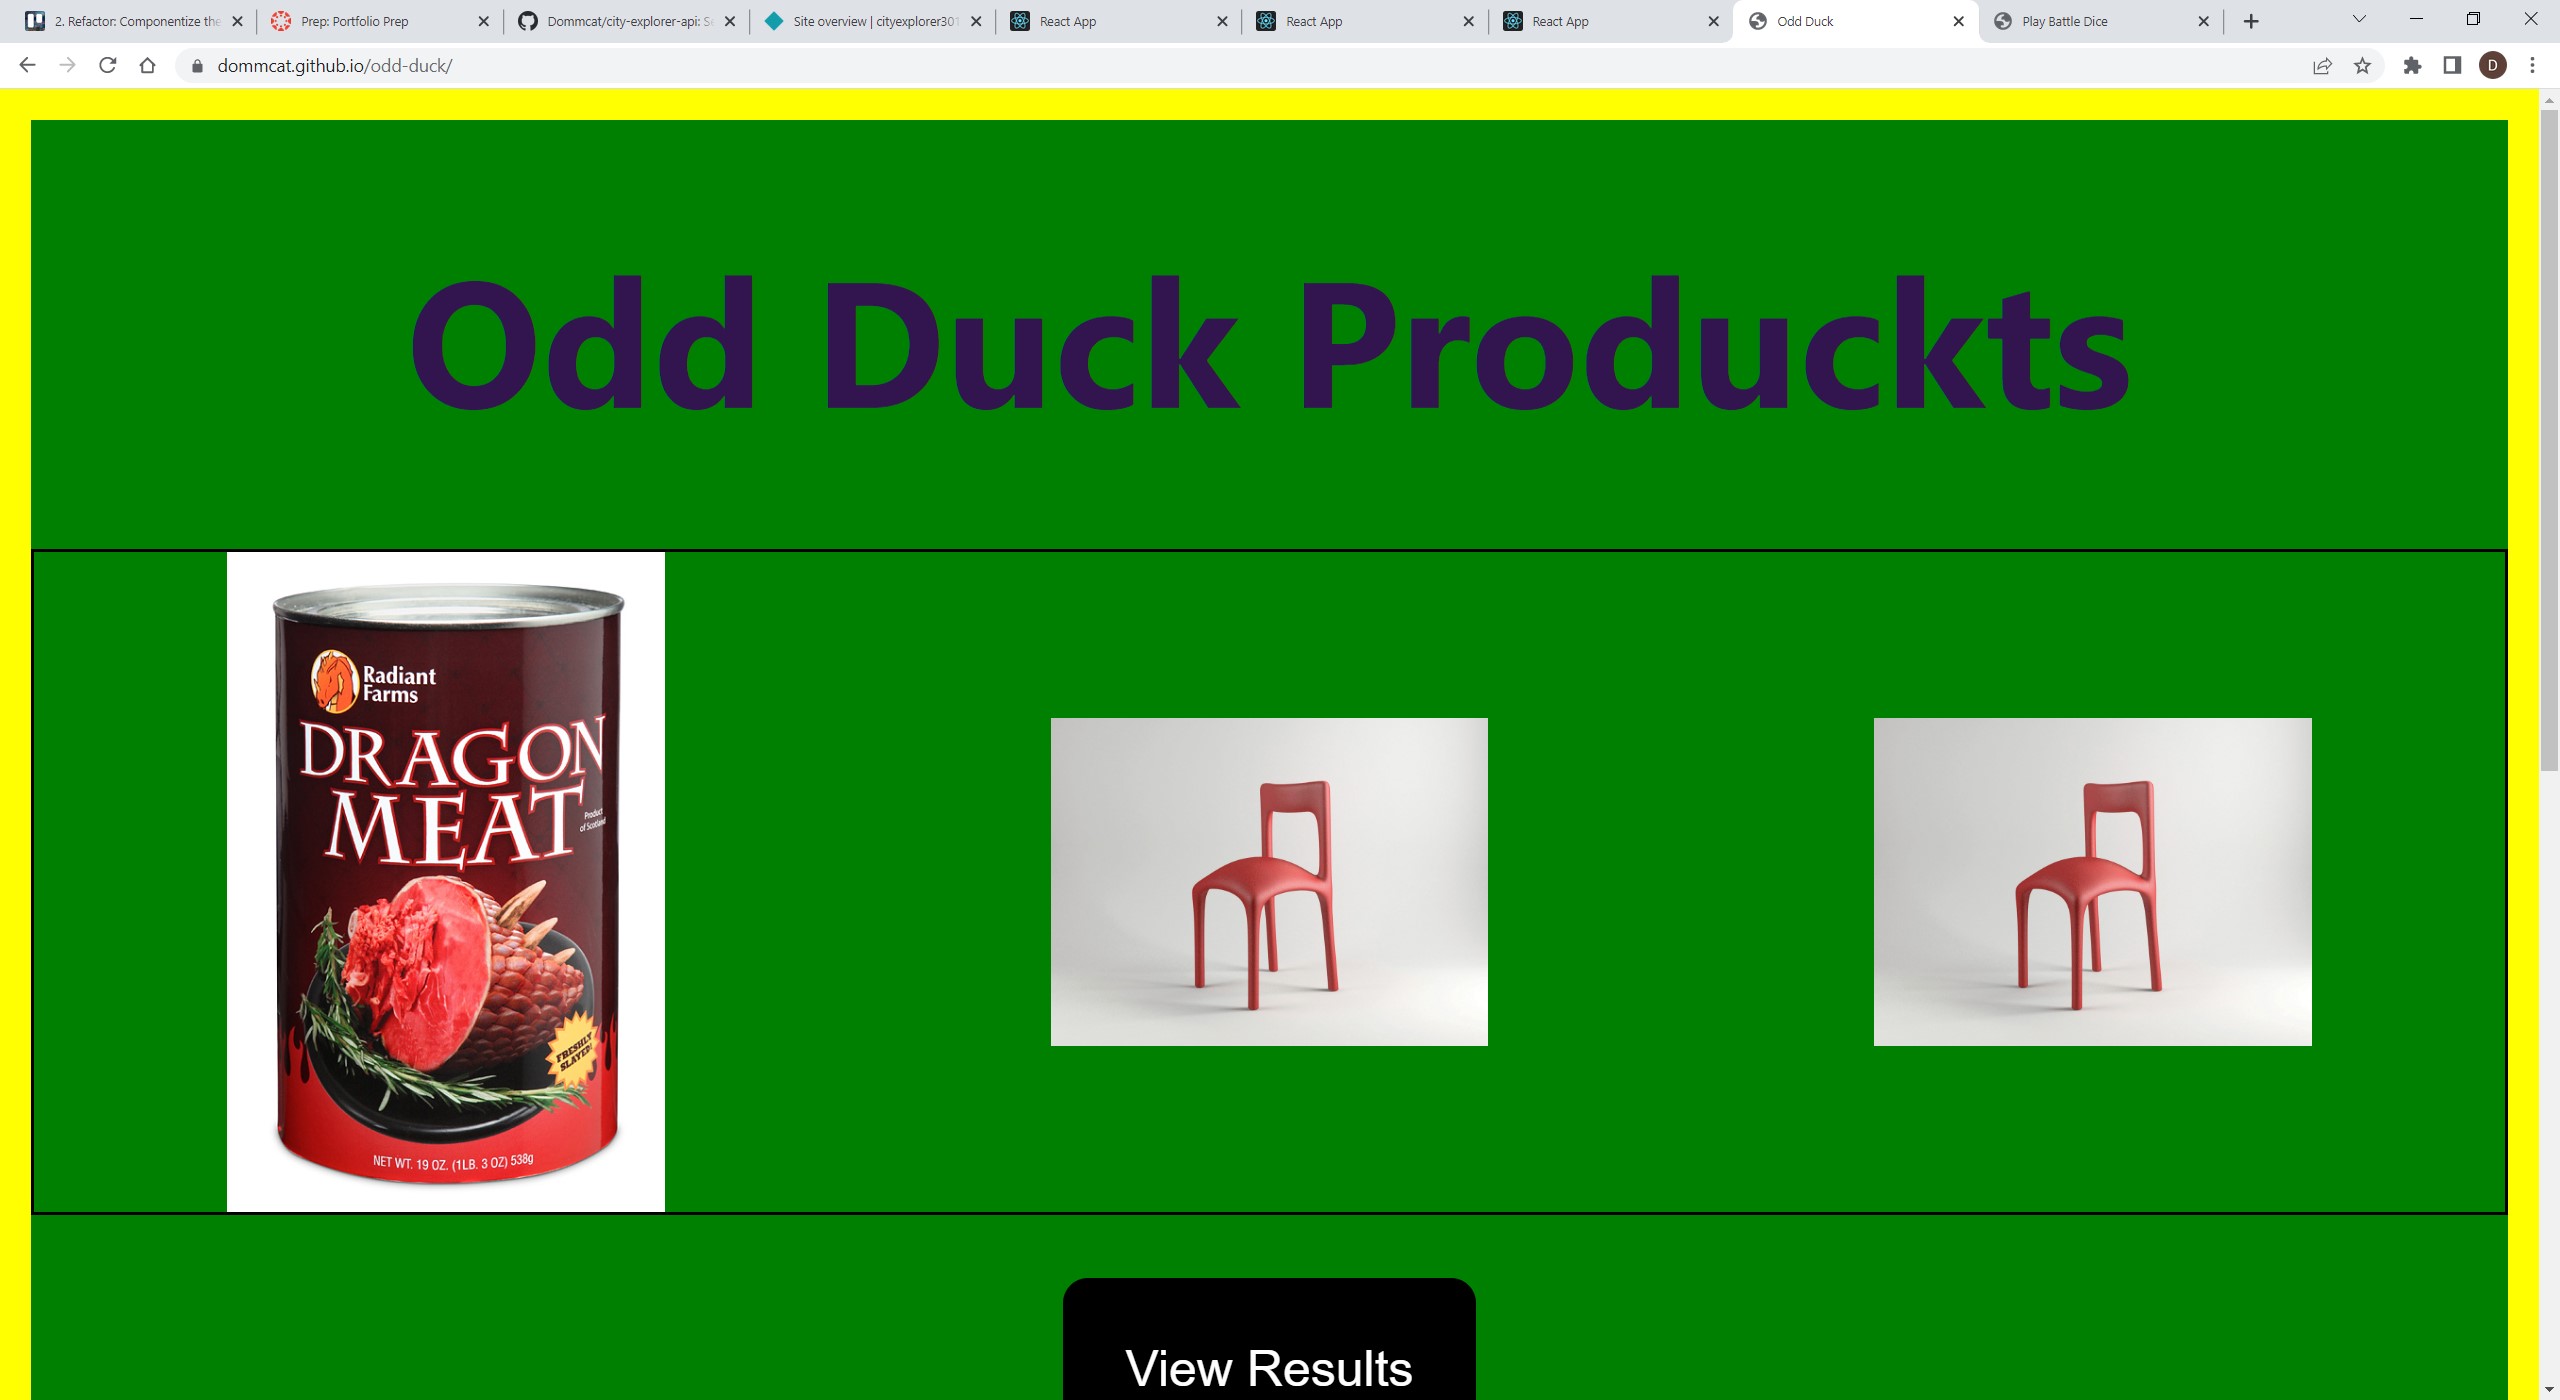 2. Refactor: Componentize the
Prep: Portfolio Prep
Dommcat/city-explorer-api: Se
Site overview | cityexplorer301
React App
React App
React App
Odd Duck
Play Battle Dice
dommcat.github.io/odd-duck/
D
Odd Duck Produckts
Radiant
Farms
DRAGON
MEAT
Product
of Scotland
FRESHLY
SLAYED!
NET WT. 19 OZ. (1LB. 3 OZ) 538g
View Results